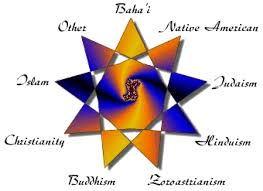 Baha'i
Other Native American
Islam Judaism
Christianity Hinduism
Buddhism Zoroastrianism